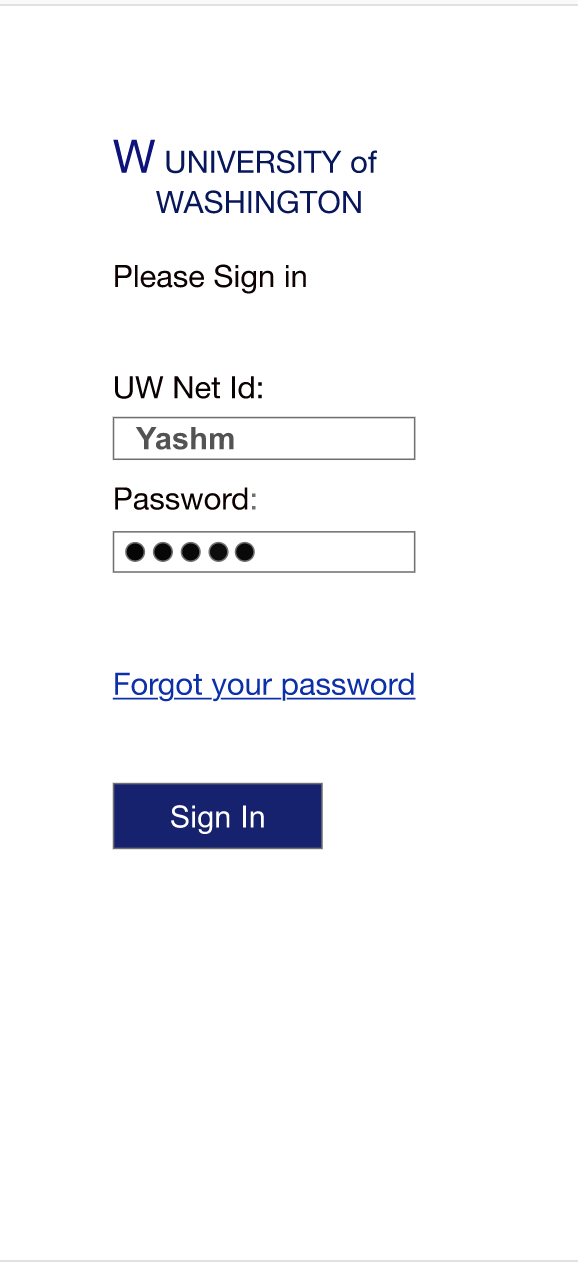 W UNIVERSITY of
WASHINGTON
Please Sign in
UW Net Id:
Yashm
Password:
●●●●●
Forgot your password
Sign In